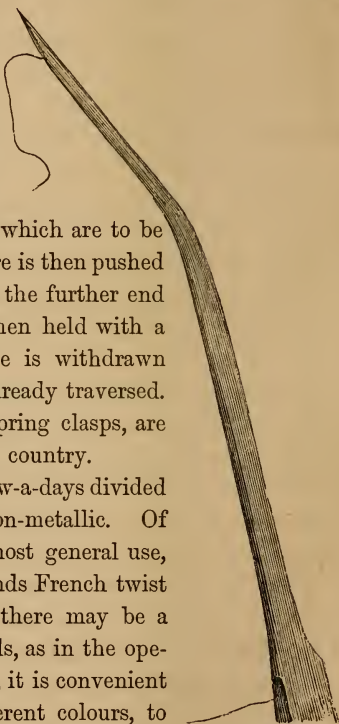 which are to be
re is then pushed
the further end
hen held with a
e is withdrawn
lready traversed.
pring clasps, are
country.
w-a-days divided
on-metallic. Of
nost general use,
nds French twist
there may be a
ls, as in the ope-
it is convenient
erent colours, to